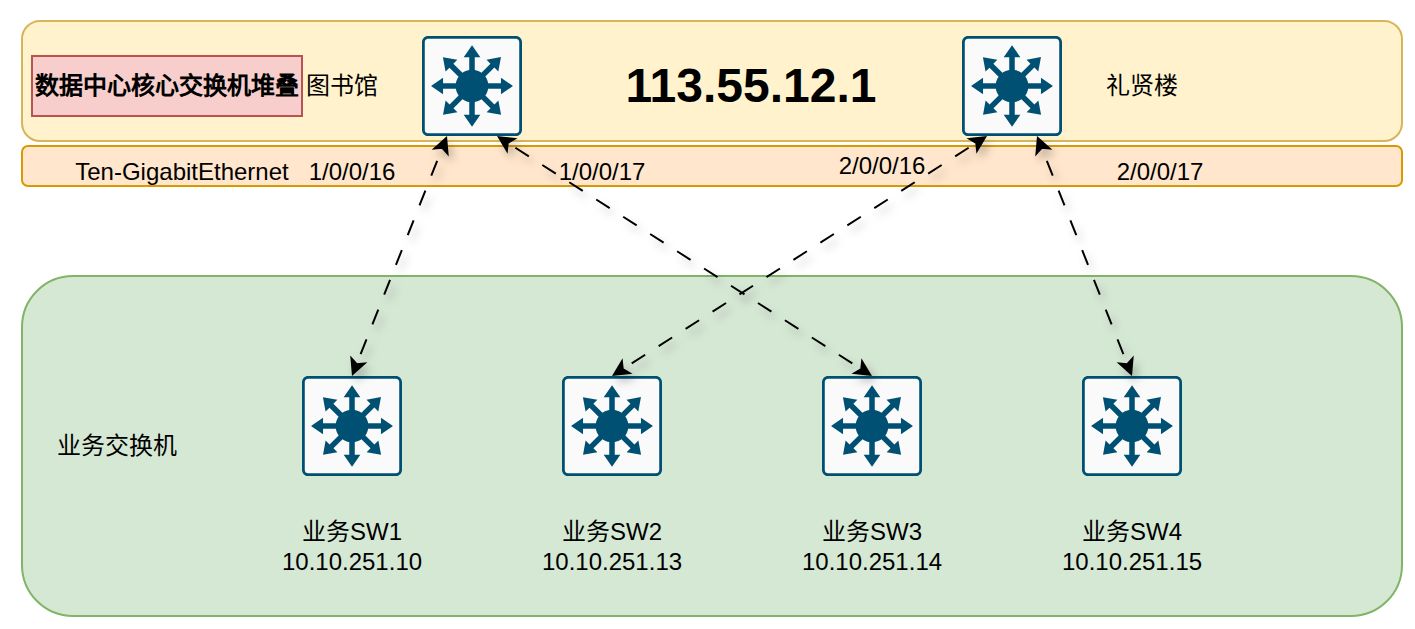 数据中心核心交换机堆叠
图书馆
113.55.12.1
礼贤楼
Ten-GigabitEthernet
1/0/0/16
1/0/0/17
2/0/0/16
2/0/0/17
业务交换机
业务SW1
10.10.251.10
业务SW2
10.10.251.13
业务SW3
10.10.251.14
业务SW4
10.10.251.15